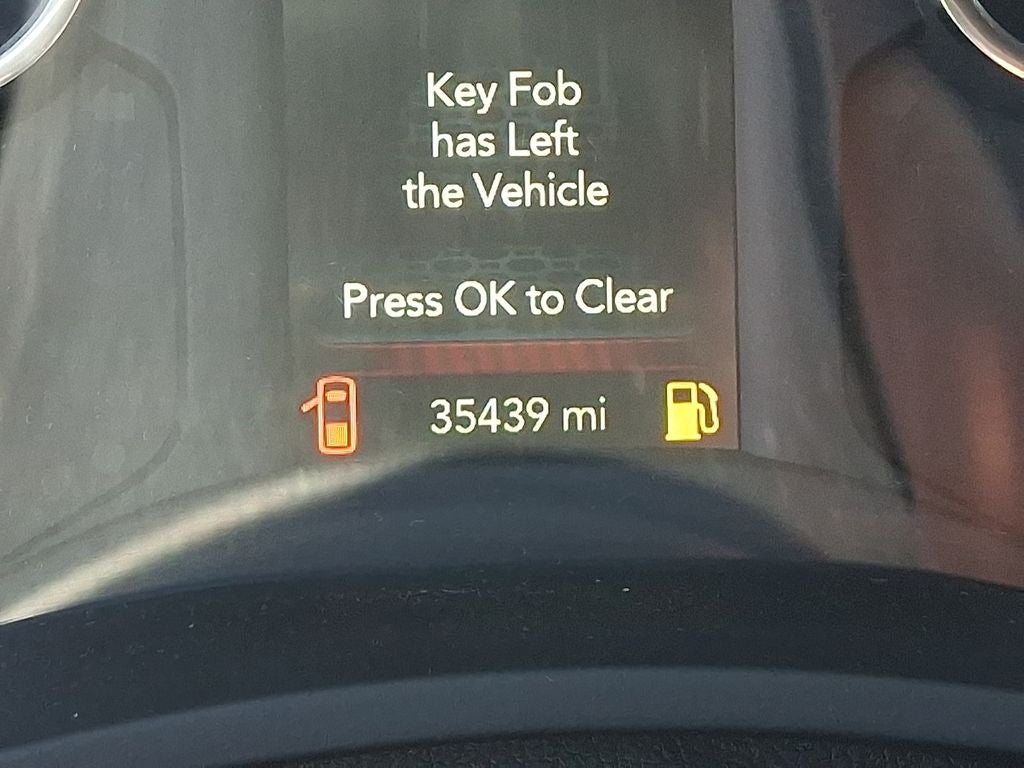 Key Fob
has Left
the Vehicle
Press OK to Clear
35439 mi